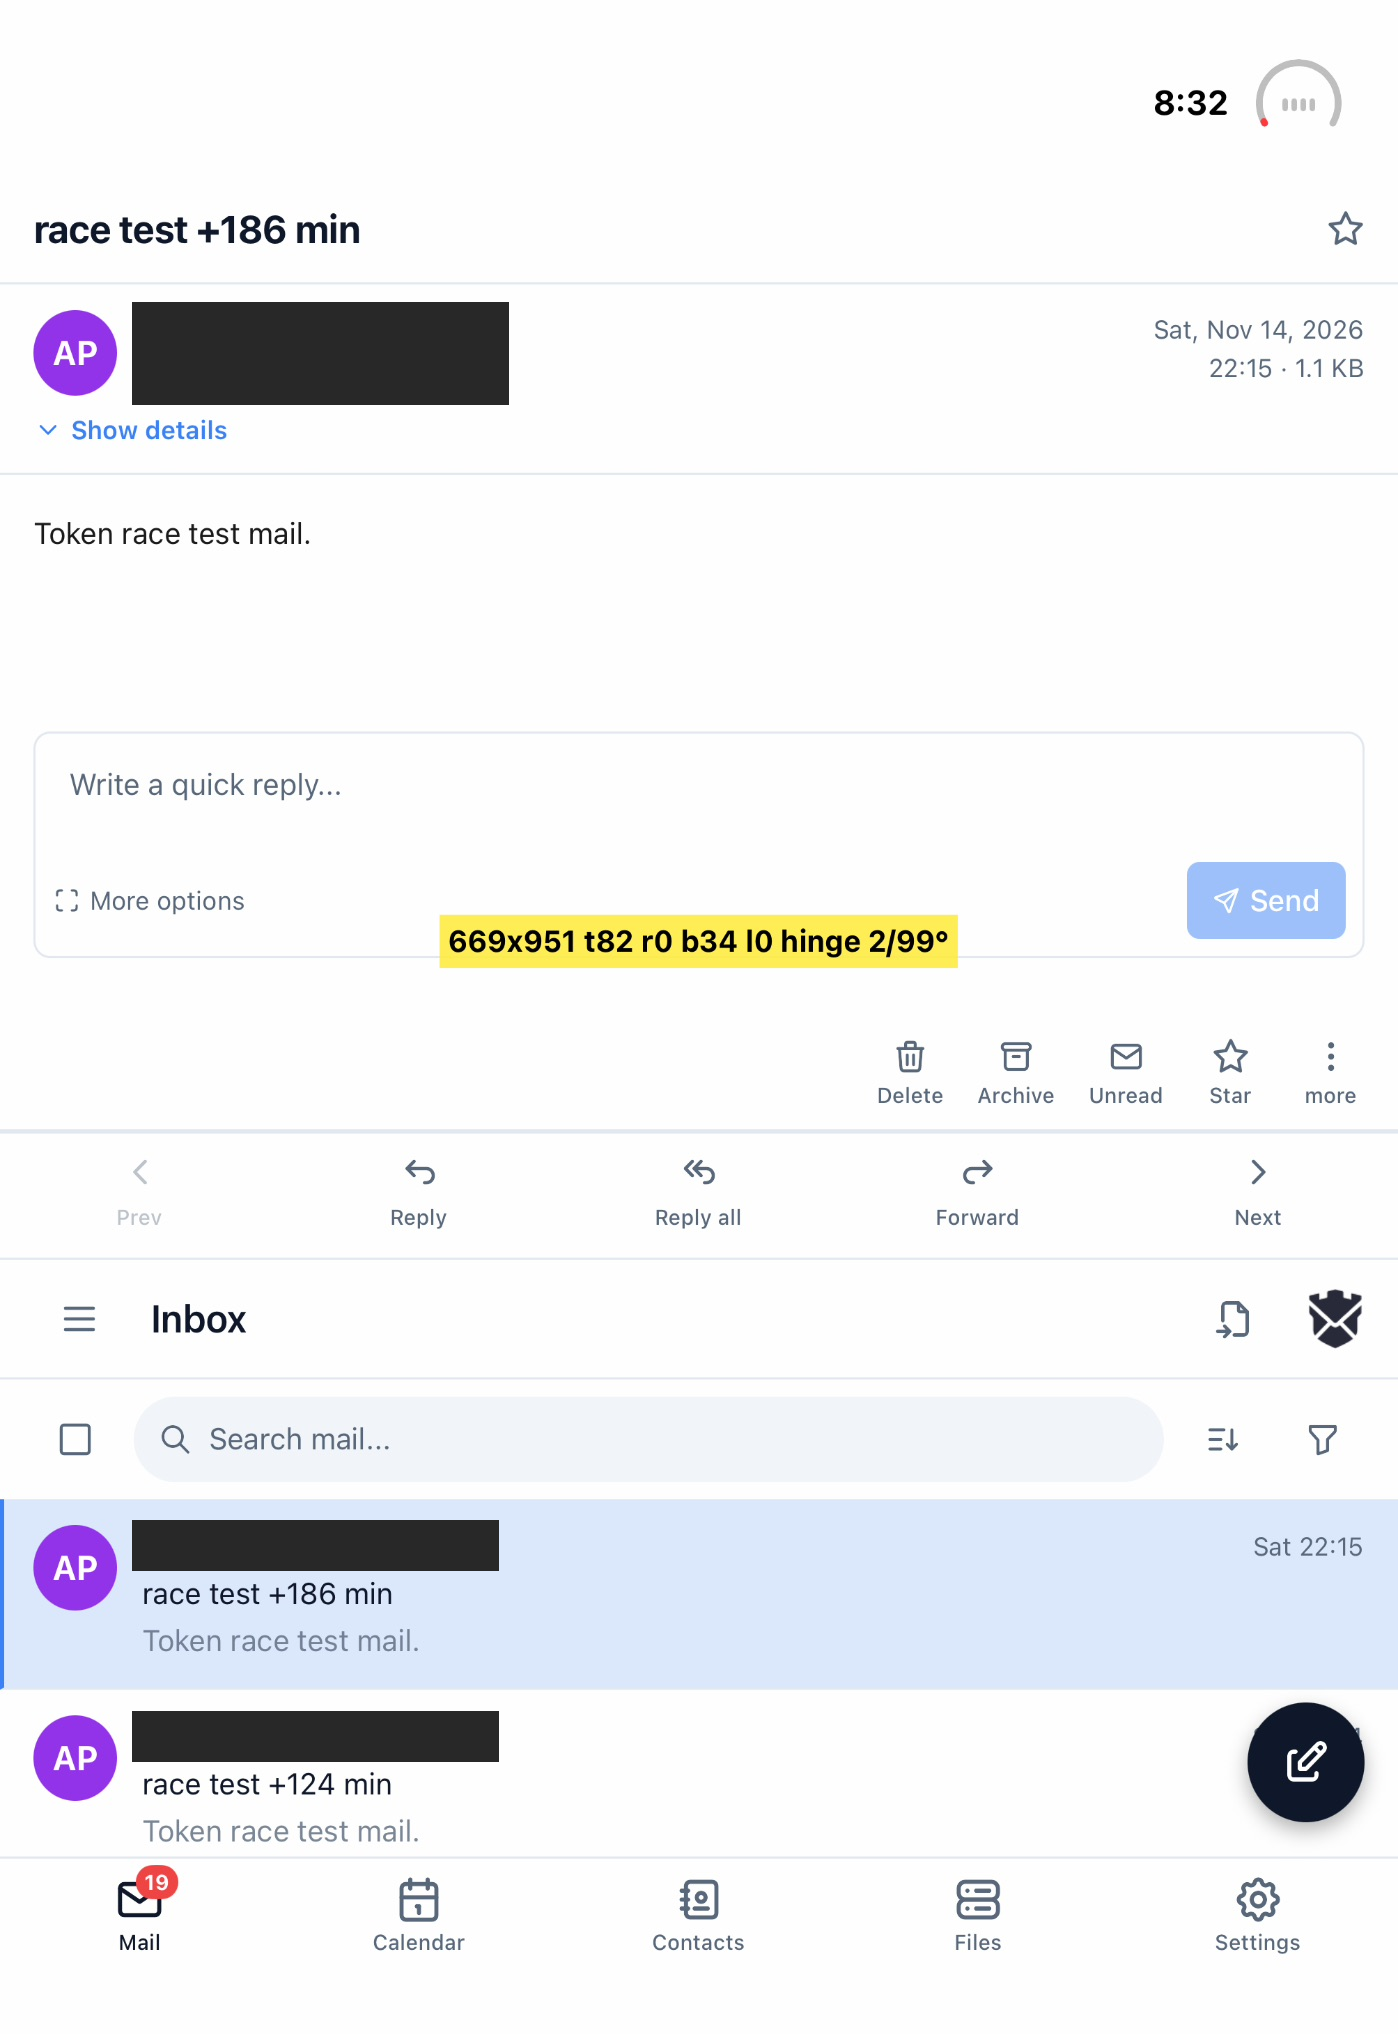 8:32
race test +186 min
AP
Sat, Nov 14, 2026
22:15 · 1.1 KB
Show details
Token race test mail.
Write a quick reply...
More options
Send
669x951 t82 r0 b34 l0 hinge 2/99°
Delete
Archive
Unread
Star
more
Prev
Reply
Reply all
Forward
Next
Inbox
Search mail...
AP
Sat 22:15
race test +186 min
Token race test mail.
AP
race test +124 min
Token race test mail.
19
Mail
Calendar
Contacts
Files
Settings